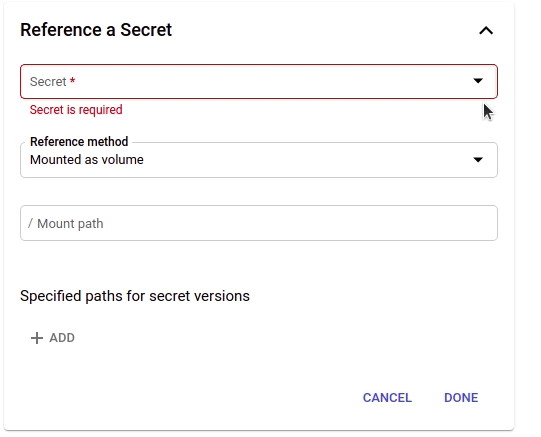 Reference a Secret
Secret *
Secret is required
Reference method
Mounted as volume
/ Mount path
Specified paths for secret versions
+ ADD
CANCEL DONE